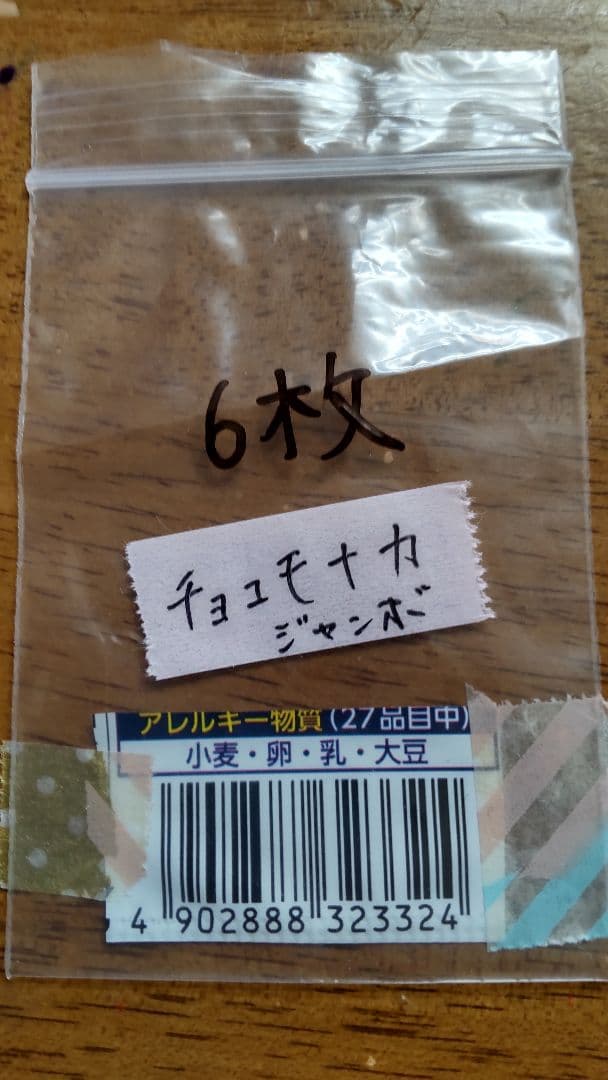 6枚
チョコモナカ
ジャンボ
アレルギー物質(27品目中)
小麦・卵・乳・大豆
4 902888 323324